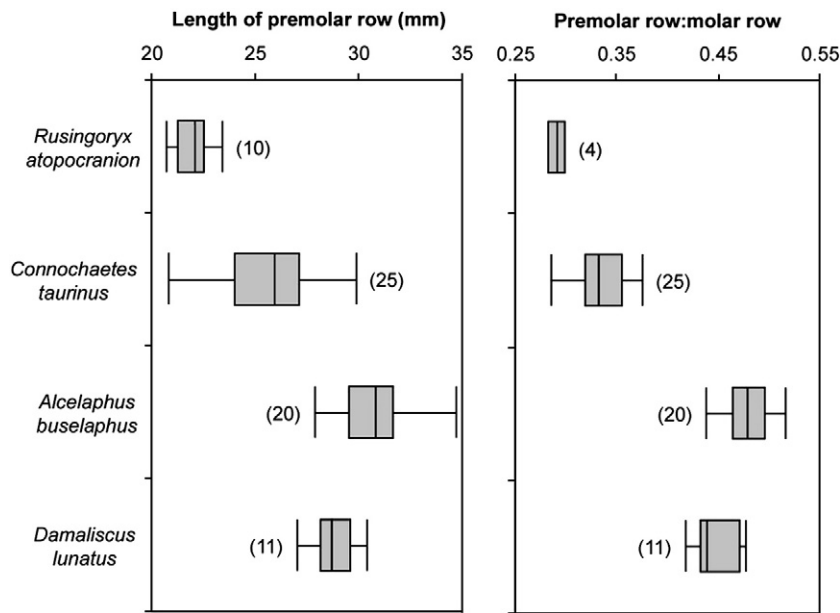 Length of premolar row (mm)
20 25 30 35
Premolar row:molar row
0.25 0.35 0.45 0.55
Rusingoryx
atopocranion
(10)
(4)
Connochaetes
taurinus
(25)
(25)
Alcelaphus
buselaphus
(20)
(20)
Damaliscus
lunatus
(11)
(11)